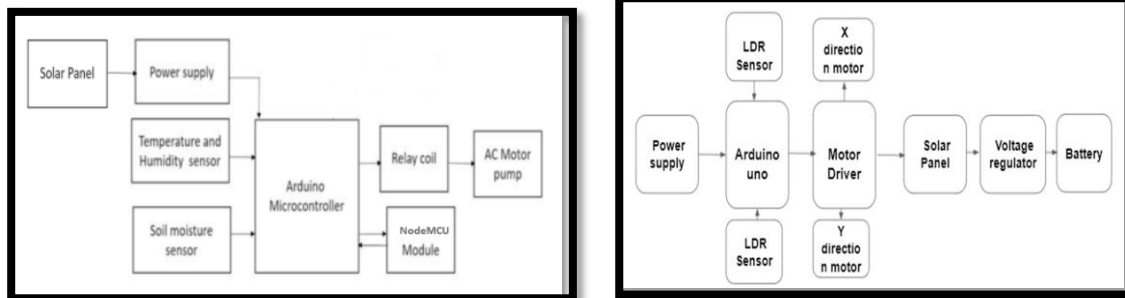 Solar Panel
Power supply
Temperature and
Humidity sensor
Soil moisture
sensor
Arduino
Microcontroller
Relay coil
AC Motor
pump
NodeMCU
Module
LDR
Sensor
X
directio
n motor
Power
supply
Arduino
uno
Motor
Driver
Solar
Panel
Voltage
regulator
Battery
LDR
Sensor
Y
directio
n motor